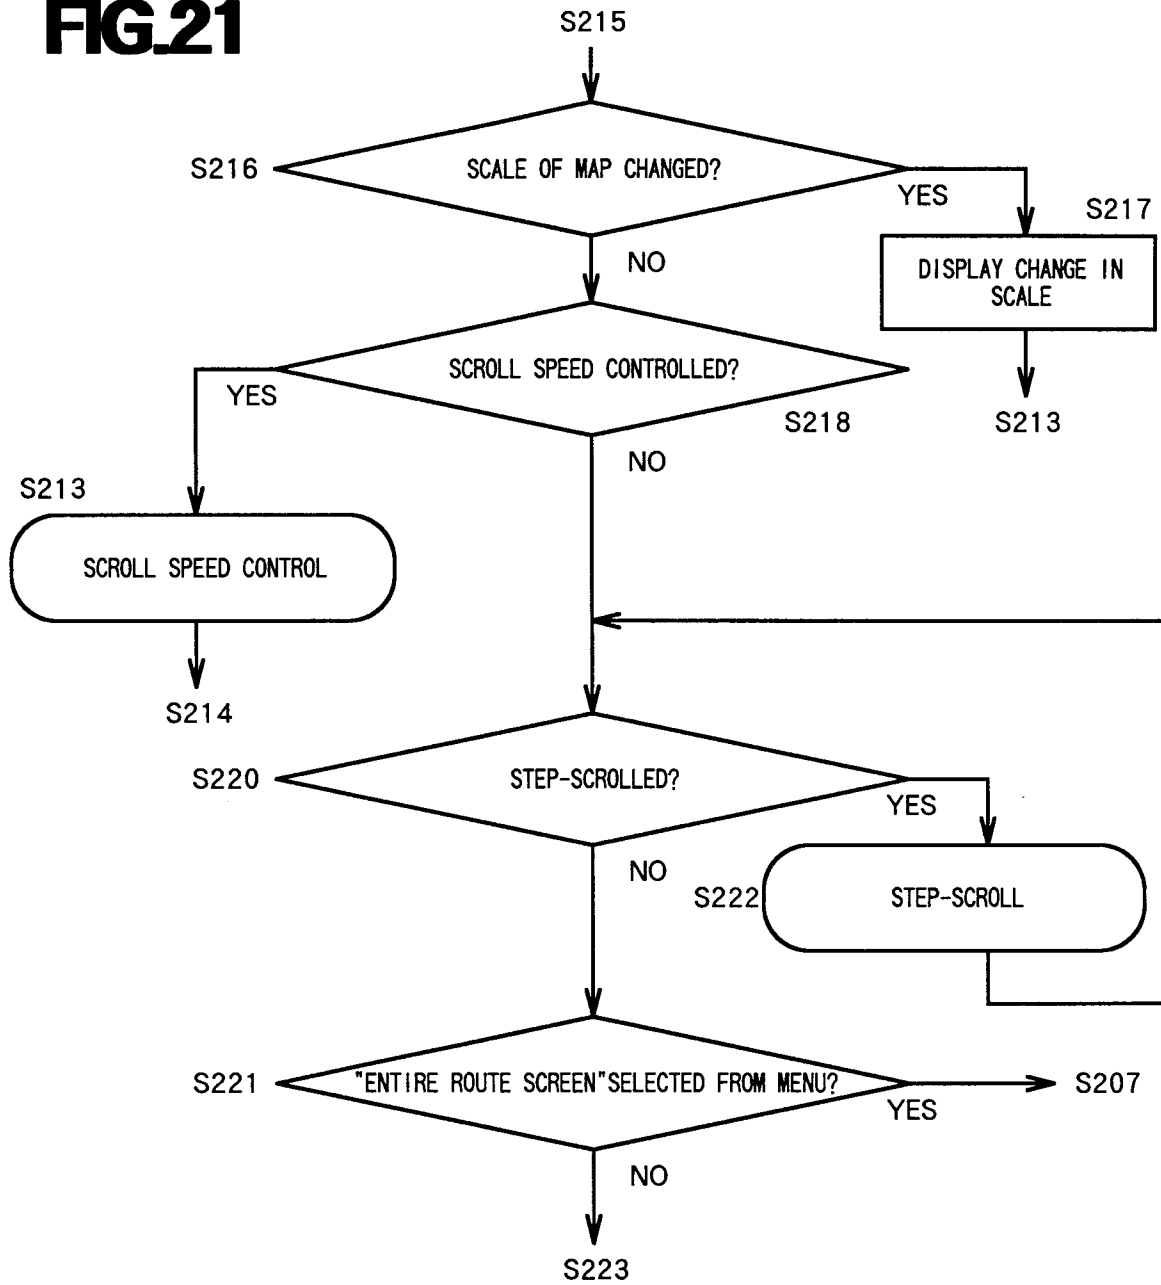 FIG.21
S215
S216
SCALE OF MAP CHANGED?
YES
S217
NO
DISPLAY CHANGE IN
SCALE
SCROLL SPEED CONTROLLED?
YES
S218
S213
NO
S213
SCROLL SPEED CONTROL
S214
S220
STEP-SCROLLED?
YES
NO
S222
STEP-SCROLL
S221
"ENTIRE ROUTE SCREEN"SELECTED FROM MENU?
S207
YES
NO
S223